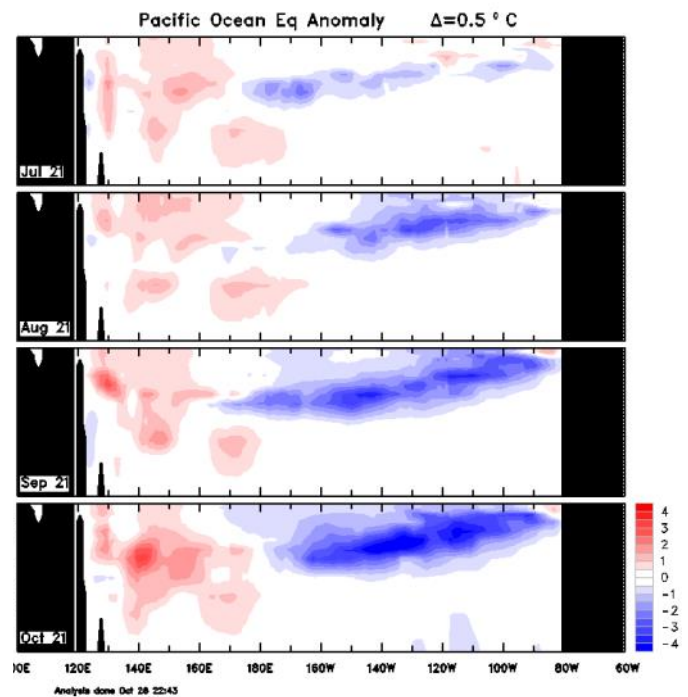 Pacific Ocean Eq Anomaly Δ=0.5 ° C
Jul 21
Aug 21
Sep 21
Oct 21
4
3
2
1
0
-1
-2
-3
-4
00E 120E 140E 160E 180E 160W 140W 120W 100W 80W 60W
Analysis done Oct 28 22:43